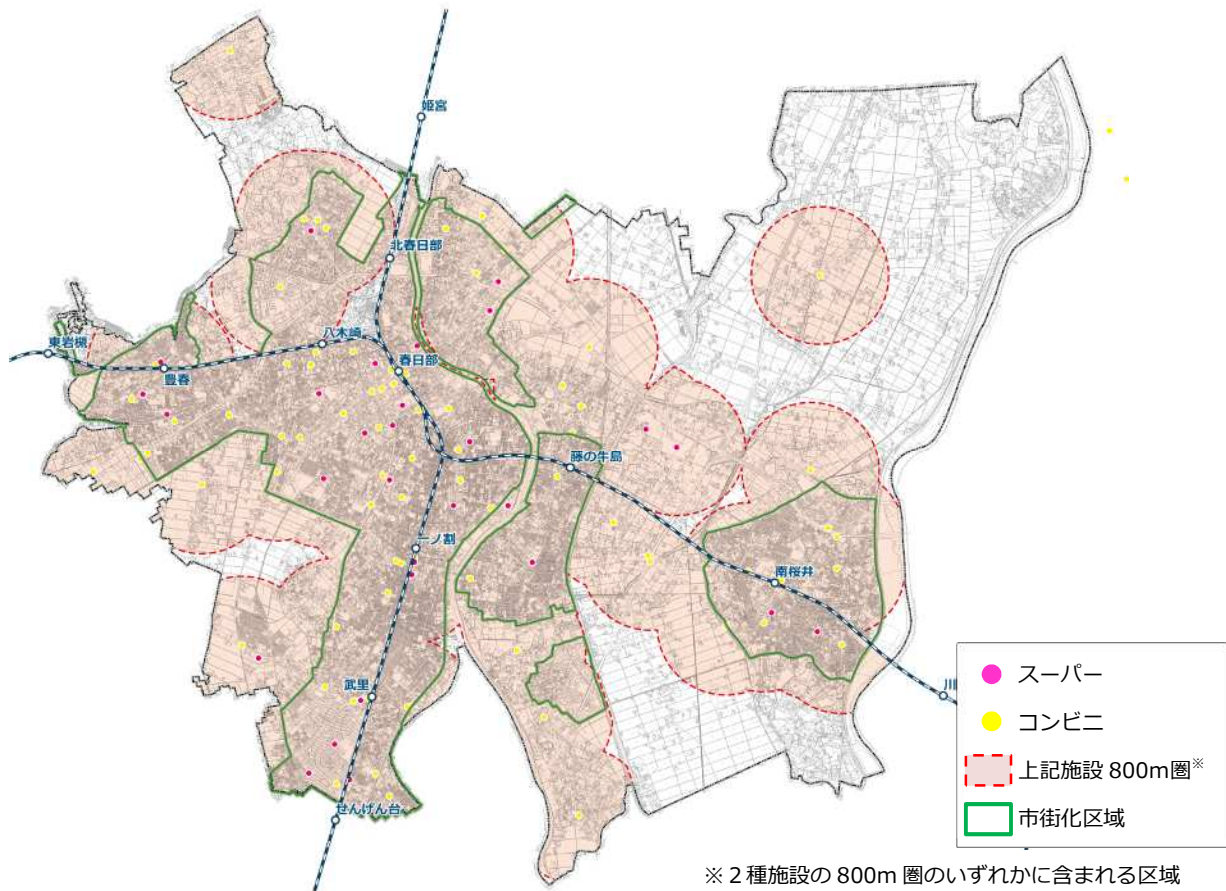 姫宮
北春日部
八木崎
東岩槻
豊春
春日部
藤の牛島
一ノ割
南桜井
武里
川
せんげん台
スーパー
コンビニ
上記施設 800m圏※
市街化区域
※２種施設の 800m 圏のいずれかに含まれる区域